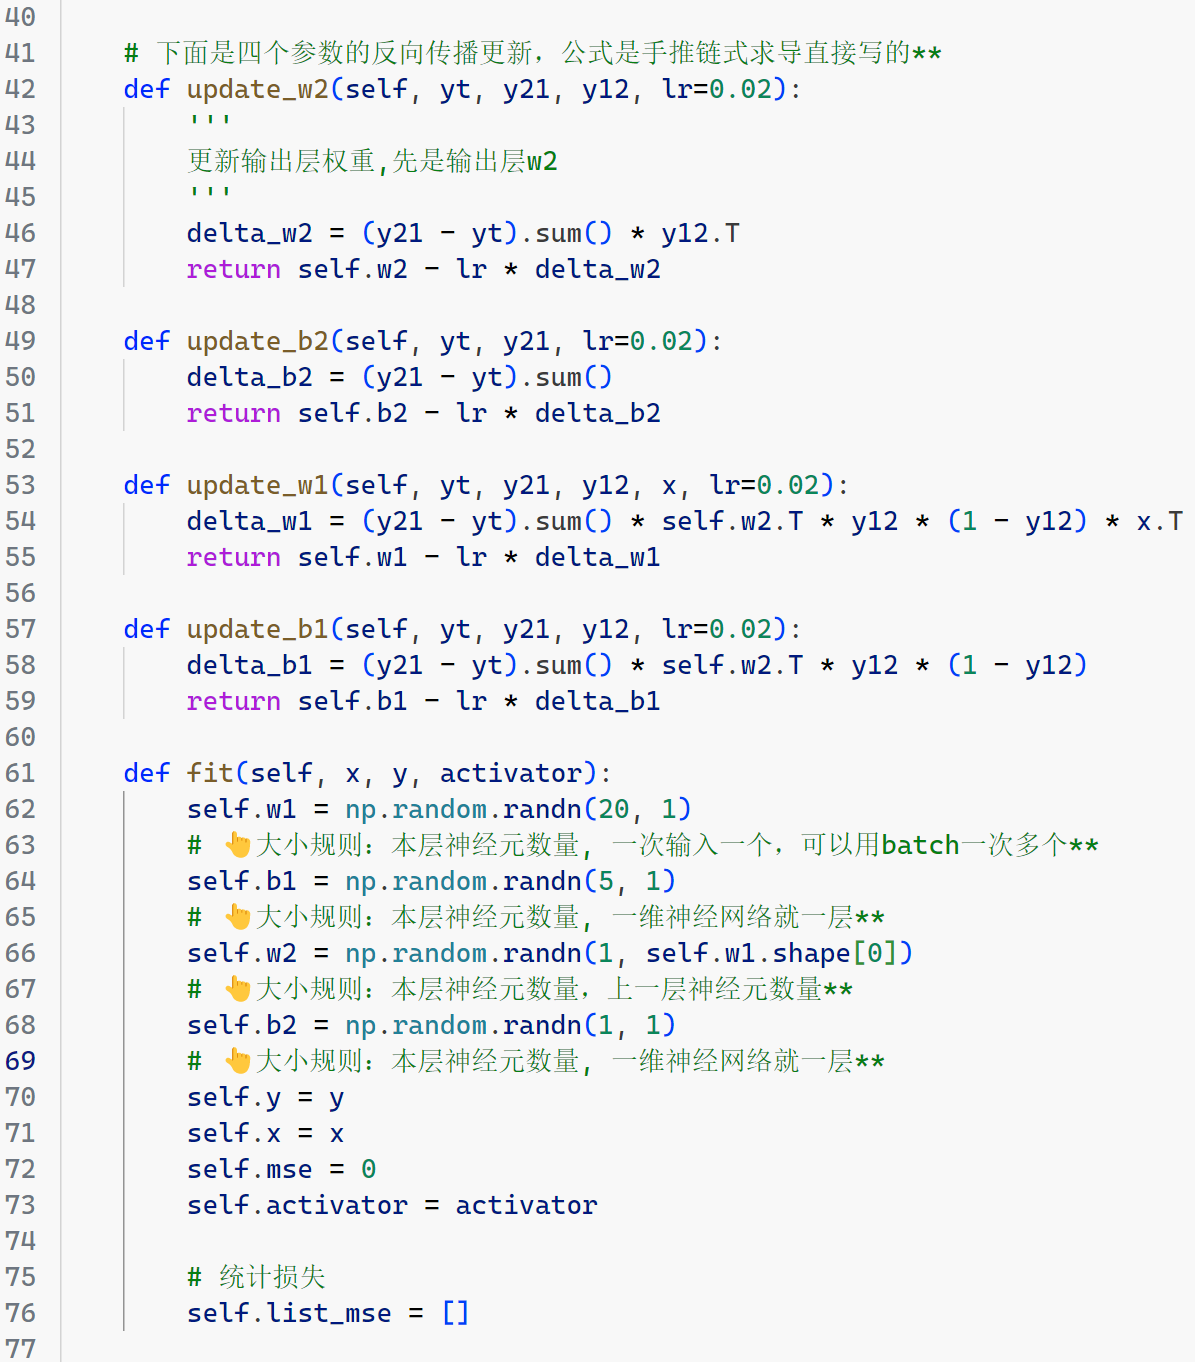 40
41 # 下面是四个参数的反向传播更新，公式是手推链式求导直接写的**
42 def update_w2(self, yt, y21, y12, lr=0.02):
43 '''
44 更新输出层权重,先是输出层w2
45 '''
46 delta_w2 = (y21 - yt).sum() * y12.T
47 return self.w2 - lr * delta_w2
48
49 def update_b2(self, yt, y21, lr=0.02):
50 delta_b2 = (y21 - yt).sum()
51 return self.b2 - lr * delta_b2
52
53 def update_w1(self, yt, y21, y12, x, lr=0.02):
54 delta_w1 = (y21 - yt).sum() * self.w2.T * y12 * (1 - y12) * x.T
55 return self.w1 - lr * delta_w1
56
57 def update_b1(self, yt, y21, y12, lr=0.02):
58 delta_b1 = (y21 - yt).sum() * self.w2.T * y12 * (1 - y12)
59 return self.b1 - lr * delta_b1
60
61 def fit(self, x, y, activator):
62 self.w1 = np.random.randn(20, 1)
63 # 👆大小规则：本层神经元数量, 一次输入一个，可以用batch一次多个**
64 self.b1 = np.random.randn(5, 1)
65 # 👆大小规则：本层神经元数量, 一维神经网络就一层**
66 self.w2 = np.random.randn(1, self.w1.shape[0])
67 # 👆大小规则：本层神经元数量，上一层神经元数量**
68 self.b2 = np.random.randn(1, 1)
69 # 👆大小规则：本层神经元数量, 一维神经网络就一层**
70 self.y = y
71 self.x = x
72 self.mse = 0
73 self.activator = activator
74
75 # 统计损失
76 self.list_mse = []
77